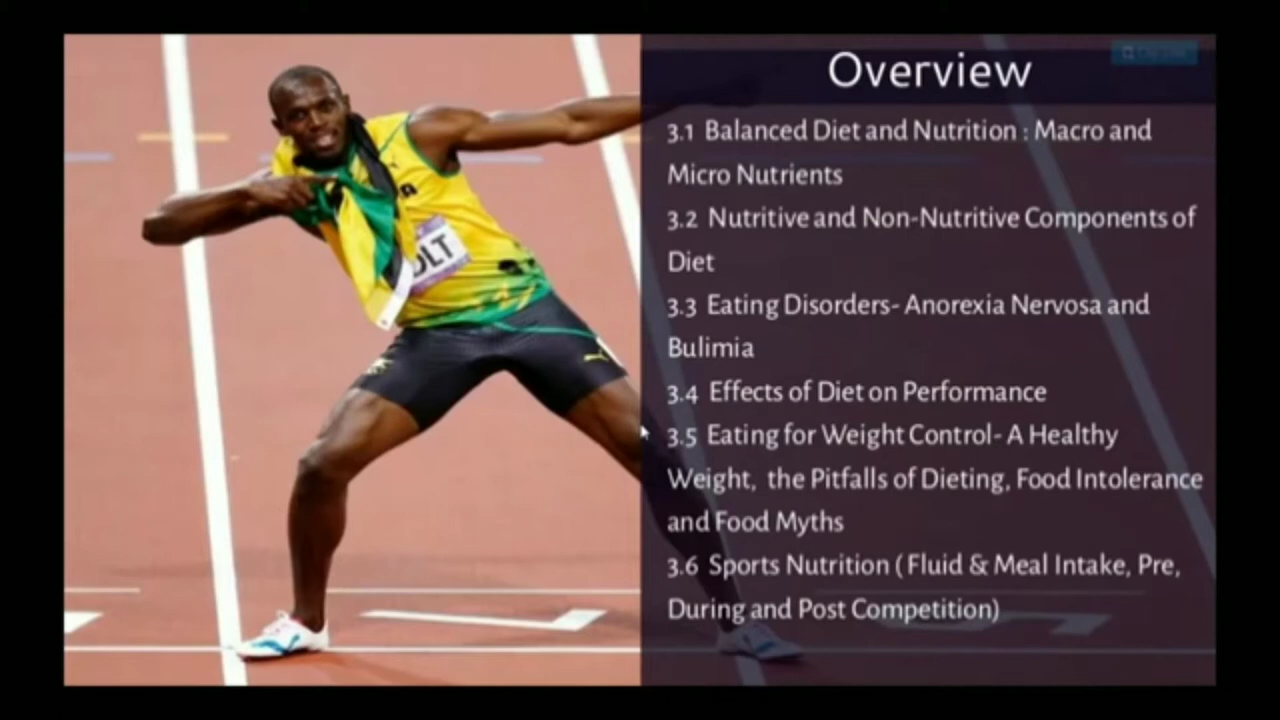 Overview
3.1 Balanced Diet and Nutrition : Macro and
Micro Nutrients
3.2 Nutritive and Non-Nutritive Components of
Diet
3.3 Eating Disorders- Anorexia Nervosa and
Bulimia
3.4 Effects of Diet on Performance
3.5 Eating for Weight Control- A Healthy
Weight, the Pitfalls of Dieting, Food Intolerance
and Food Myths
3.6 Sports Nutrition ( Fluid & Meal Intake, Pre,
During and Post Competition)